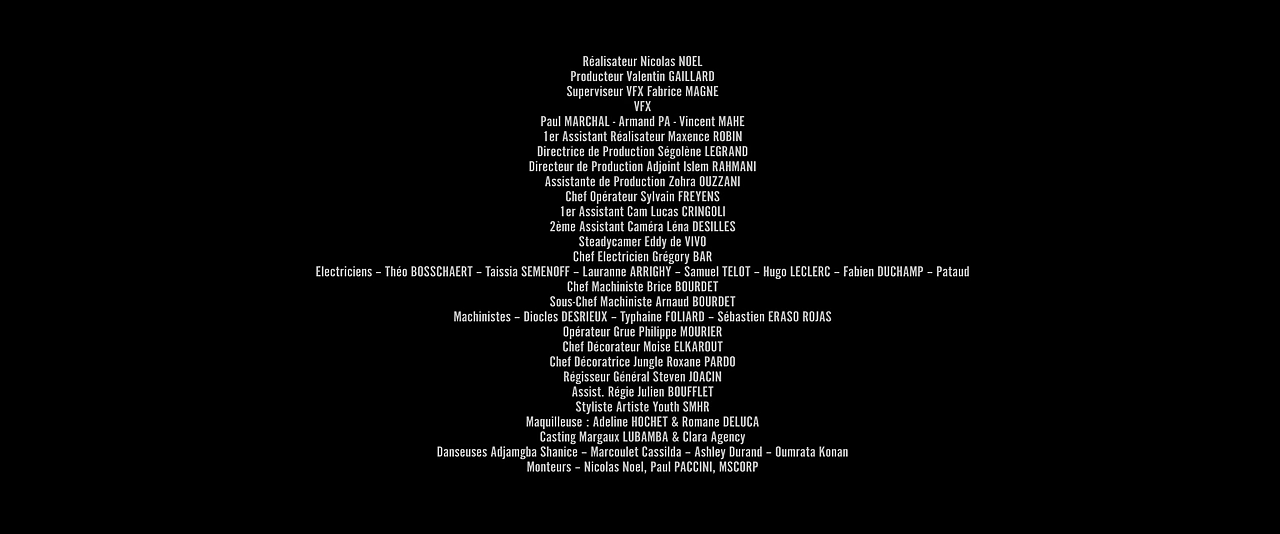 Réalisateur Nicolas NOEL
Producteur Valentin GAILLARD
Superviseur VFX Fabrice MAGNE
VFX
Paul MARCHAL - Armand PA - Vincent MAHE
1er Assistant Réalisateur Maxence ROBIN
Directrice de Production Ségolène LEGRAND
Directeur de Production Adjoint Islem RAHMANI
Assistante de Production Zohra OUZZANI
Chef Opérateur Sylvain FREYENS
1er Assistant Cam Lucas CRINGOLI
2ème Assistant Caméra Léna DESILLES
Steadycamer Eddy de VIVO
Chef Electricien Grégory BAR
Electriciens – Théo BOSSCHAERT – Taissia SEMENOFF – Lauranne ARRIGHY – Samuel TELOT – Hugo LECLERC – Fabien DUCHAMP – Pataud
Chef Machiniste Brice BOURDET
Sous-Chef Machiniste Arnaud BOURDET
Machinistes – Diocles DESRIEUX – Typhaine FOLIARD – Sébastien ERASO ROJAS
Opérateur Grue Philippe MOURIER
Chef Décorateur Moise ELKAROUT
Chef Décoratrice Jungle Roxane PARDO
Régisseur Général Steven JOACIN
Assist. Régie Julien BOUFFLET
Styliste Artiste Youth SMHR
Maquilleuse : Adeline HOCHET & Romane DELUCA
Casting Margaux LUBAMBA & Clara Agency
Danseuses Adjamgba Shanice – Marcoulet Cassilda – Ashley Durand – Oumrata Konan
Monteurs – Nicolas Noel, Paul PACCINI, MSCORP